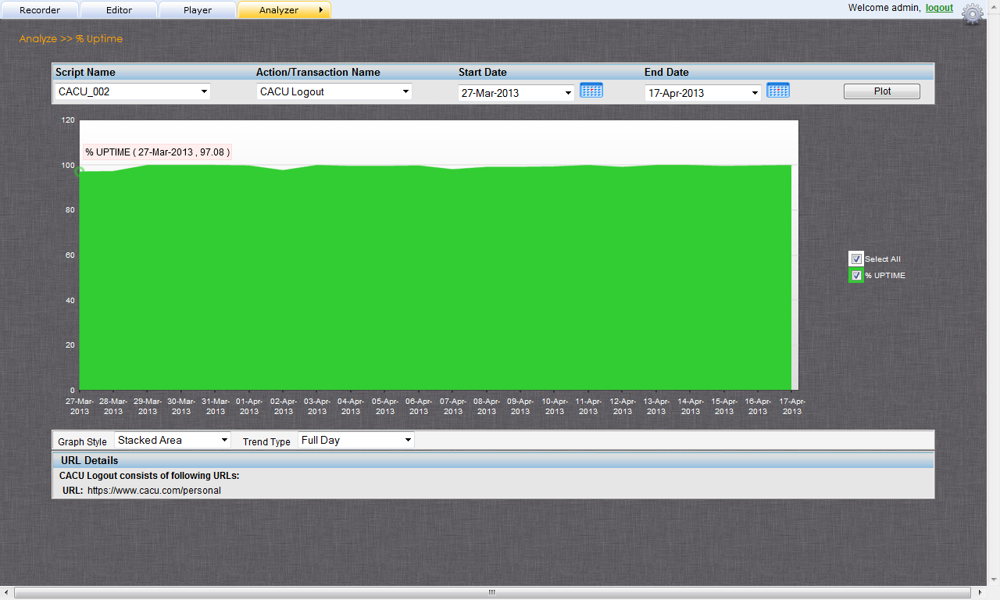 Recorder Editor Player Analyzer Welcome admin, logout
Analyze >> % Uptime
Script Name Action/Transaction Name Start Date End Date
CACU_002 CACU Logout 27-Mar-2013 17-Apr-2013 Plot
120
% UPTIME ( 27-Mar-2013 , 97.08 )
100
80
60
40
20
0
Select All
% UPTIME
27-Mar- 28-Mar- 29-Mar- 30-Mar- 31-Mar- 01-Apr- 02-Apr- 03-Apr- 04-Apr- 05-Apr- 06-Apr- 07-Apr- 08-Apr- 09-Apr- 10-Apr- 11-Apr- 12-Apr- 13-Apr- 14-Apr- 15-Apr- 16-Apr- 17-Apr-
2013 2013 2013 2013 2013 2013 2013 2013 2013 2013 2013 2013 2013 2013 2013 2013 2013 2013 2013 2013 2013 2013
Graph Style Stacked Area Trend Type Full Day
URL Details
CACU Logout consists of following URLs:
URL: https://www.cacu.com/personal